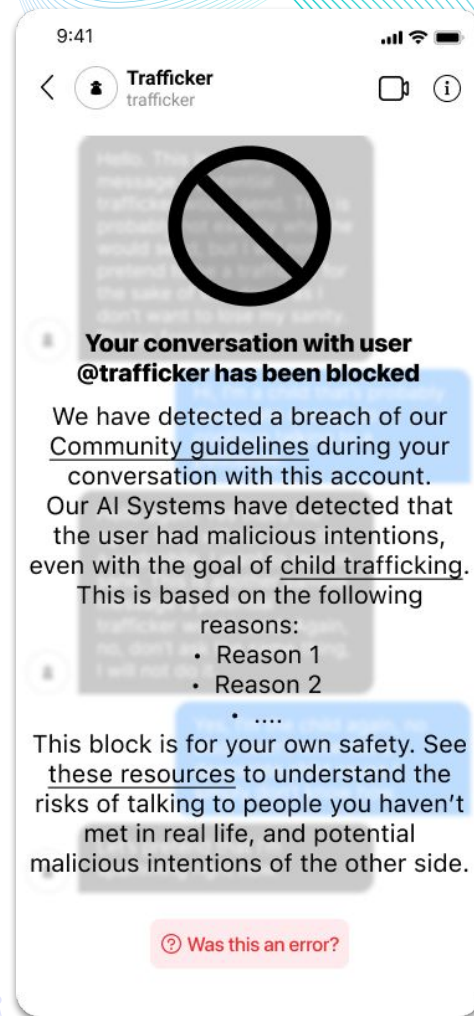 9:41
Trafficker
trafficker
Your conversation with user
@trafficker has been blocked
We have detected a breach of our
Community guidelines during your
conversation with this account.
Our AI Systems have detected that
the user had malicious intentions,
even with the goal of child trafficking.
This is based on the following
reasons:
• Reason 1
• Reason 2
• ....
This block is for your own safety. See
these resources to understand the
risks of talking to people you haven’t
met in real life, and potential
malicious intentions of the other side.
Was this an error?